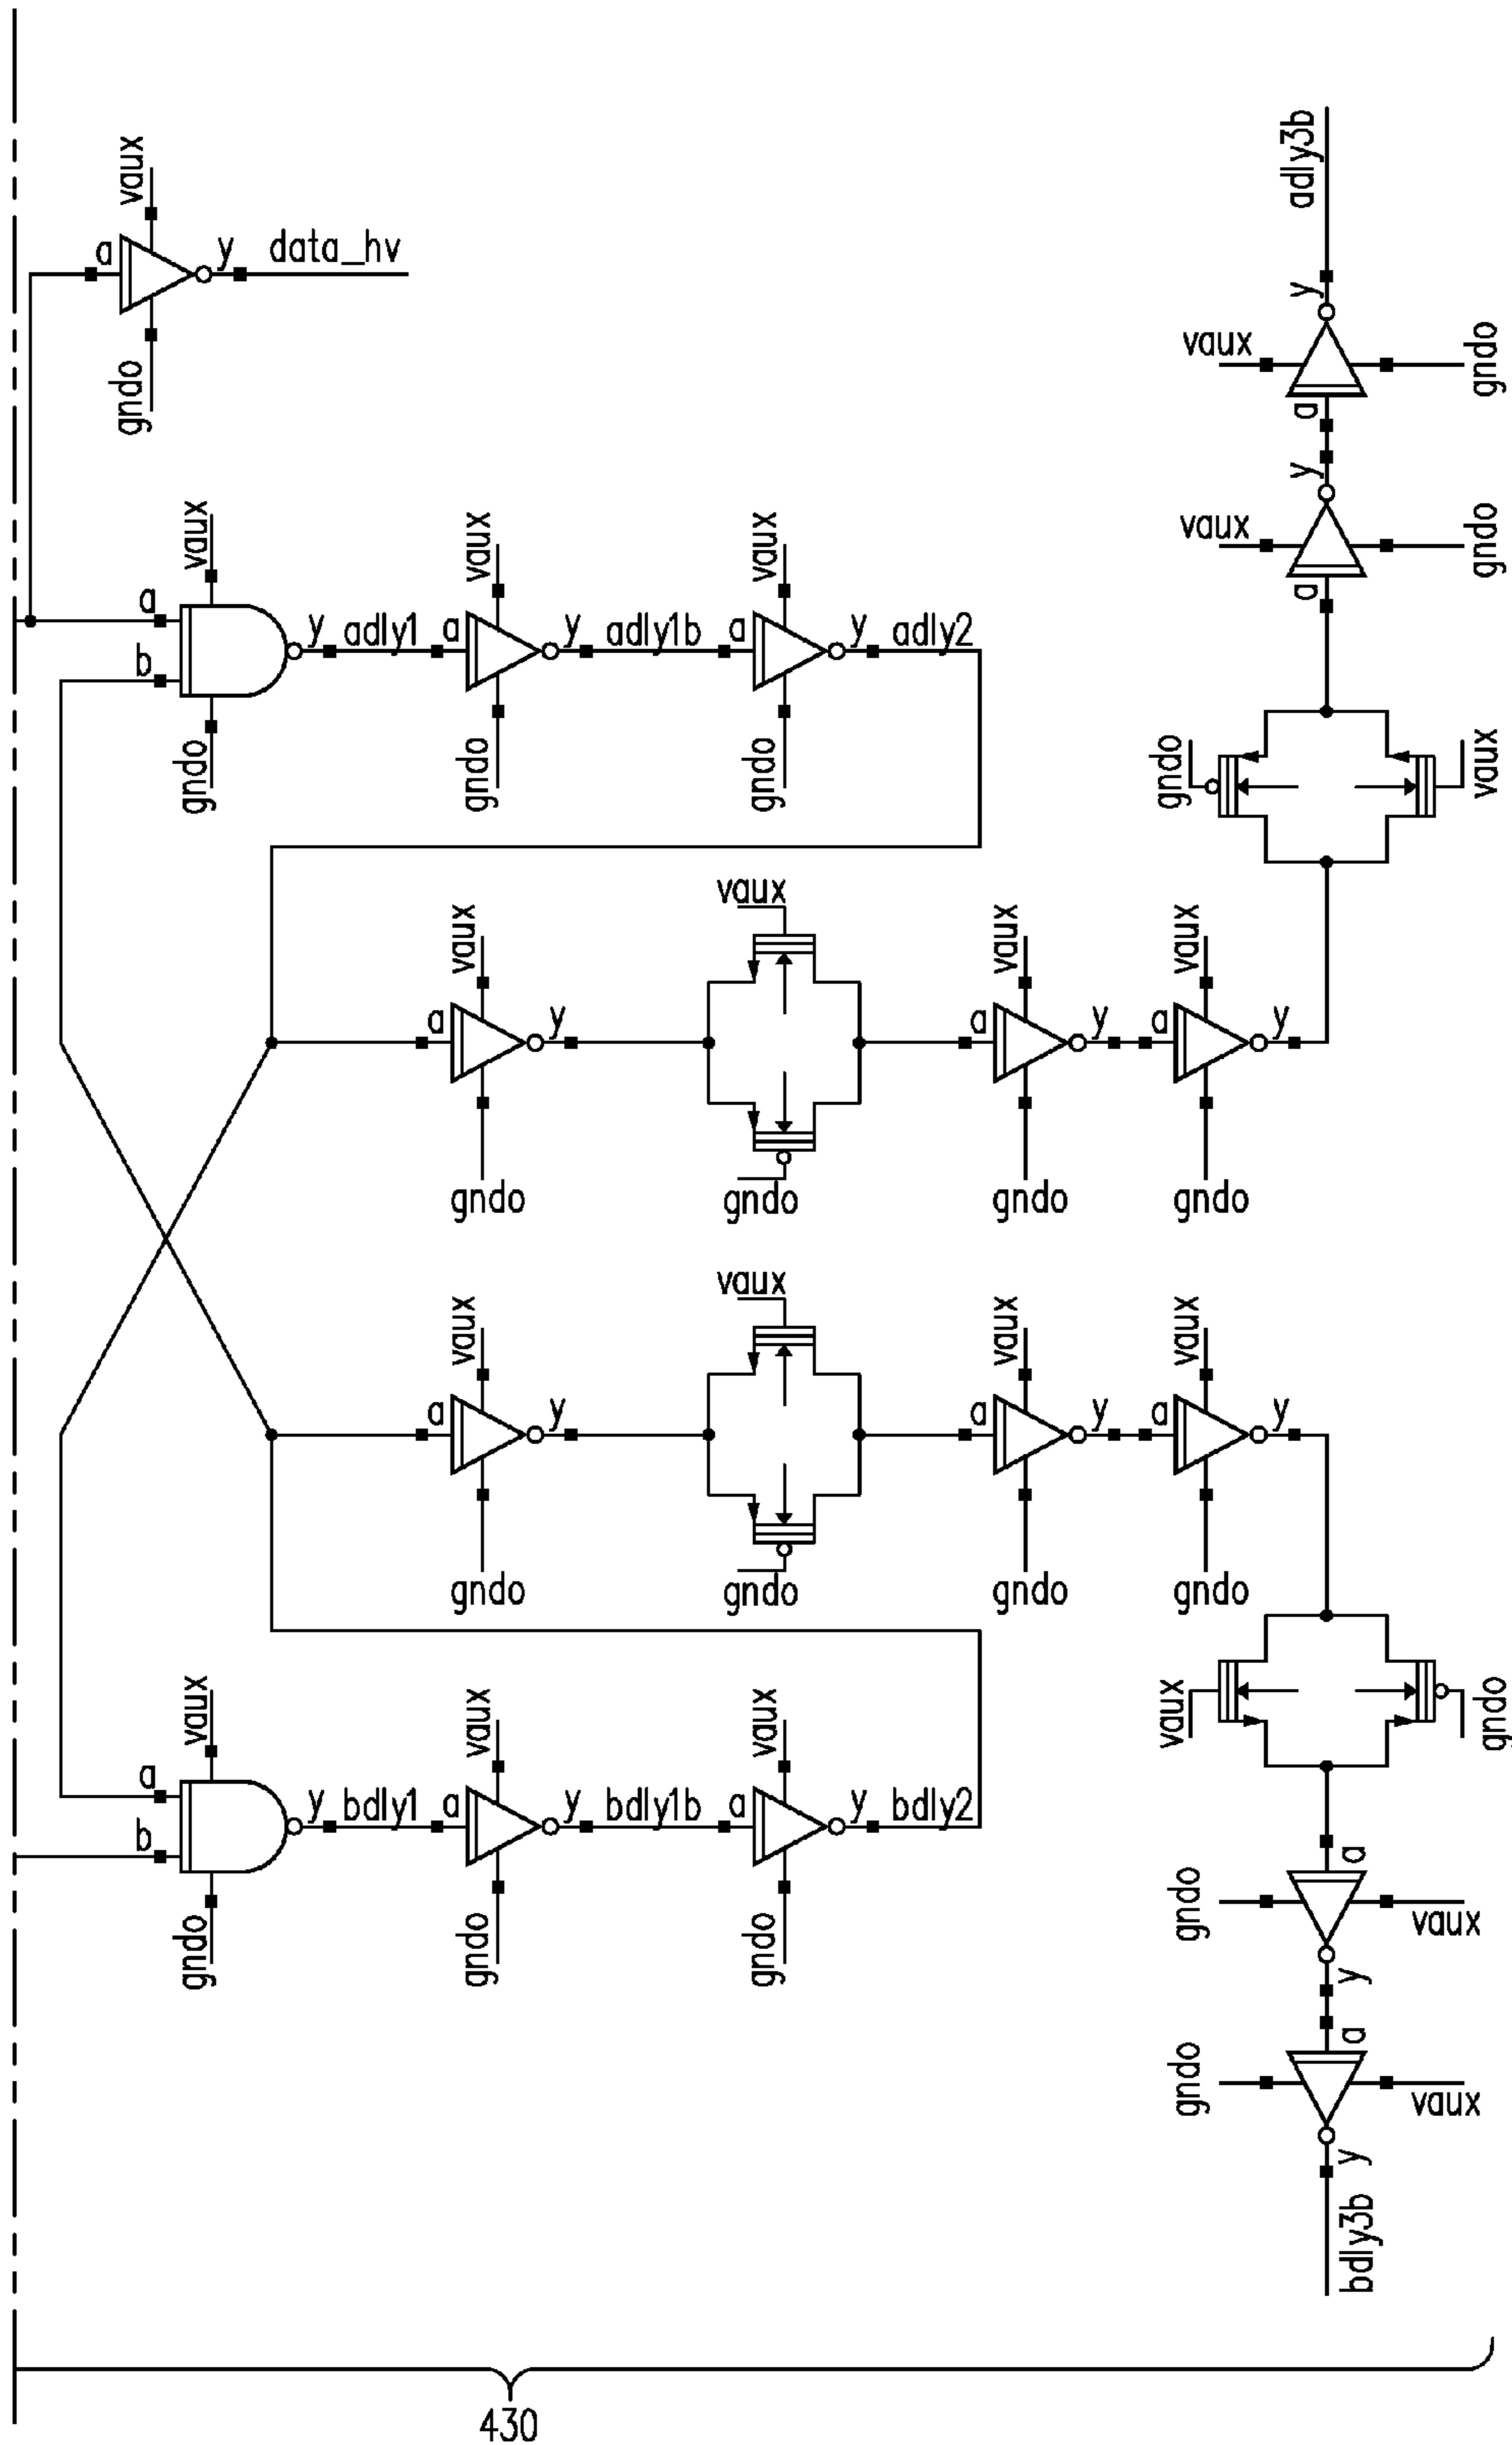 vaux
a
y
data_hv
gndo
adly3b
y
vaux
gndo
a
y
vaux
gndo
a
vaux
a
b
y
adly1
gndo
vaux
a
y
adly1b
gndo
vaux
a
y
adly2
gndo
gndo
vaux
vaux
a
y
gndo
vaux
gndo
vaux
a
y
gndo
vaux
a
y
gndo
vaux
a
y
gndo
vaux
gndo
vaux
a
y
gndo
vaux
a
y
gndo
vaux
gndo
vaux
a
b
y
bdly1
gndo
vaux
a
y
bdly1b
gndo
vaux
a
y
bdly2
gndo
a
gndo
vaux
y
a
gndo
vaux
y
bdly3b
430